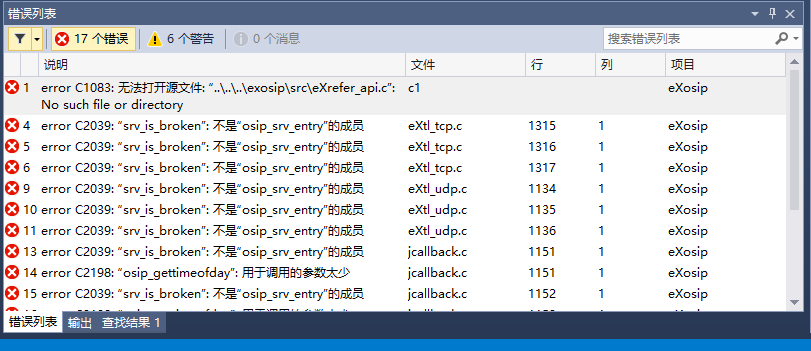 错误列表
17 个错误 6 个警告 0 个消息 搜索错误列表
说明 文件 行 列 项目
1 error C1083: 无法打开源文件: “..\..\..\exosip\src\eXrefer_api.c”: c1 eXosip
No such file or directory
4 error C2039: “srv_is_broken”: 不是“osip_srv_entry”的成员 eXtl_tcp.c 1315 1 eXosip
5 error C2039: “srv_is_broken”: 不是“osip_srv_entry”的成员 eXtl_tcp.c 1316 1 eXosip
6 error C2039: “srv_is_broken”: 不是“osip_srv_entry”的成员 eXtl_tcp.c 1317 1 eXosip
9 error C2039: “srv_is_broken”: 不是“osip_srv_entry”的成员 eXtl_udp.c 1134 1 eXosip
10 error C2039: “srv_is_broken”: 不是“osip_srv_entry”的成员 eXtl_udp.c 1135 1 eXosip
11 error C2039: “srv_is_broken”: 不是“osip_srv_entry”的成员 eXtl_udp.c 1136 1 eXosip
13 error C2039: “srv_is_broken”: 不是“osip_srv_entry”的成员 jcallback.c 1151 1 eXosip
14 error C2198: “osip_gettimeofday”: 用于调用的参数太少 jcallback.c 1151 1 eXosip
15 error C2039: “srv_is_broken”: 不是“osip_srv_entry”的成员 jcallback.c 1152 1 eXosip
错误列表 输出 查找结果 1